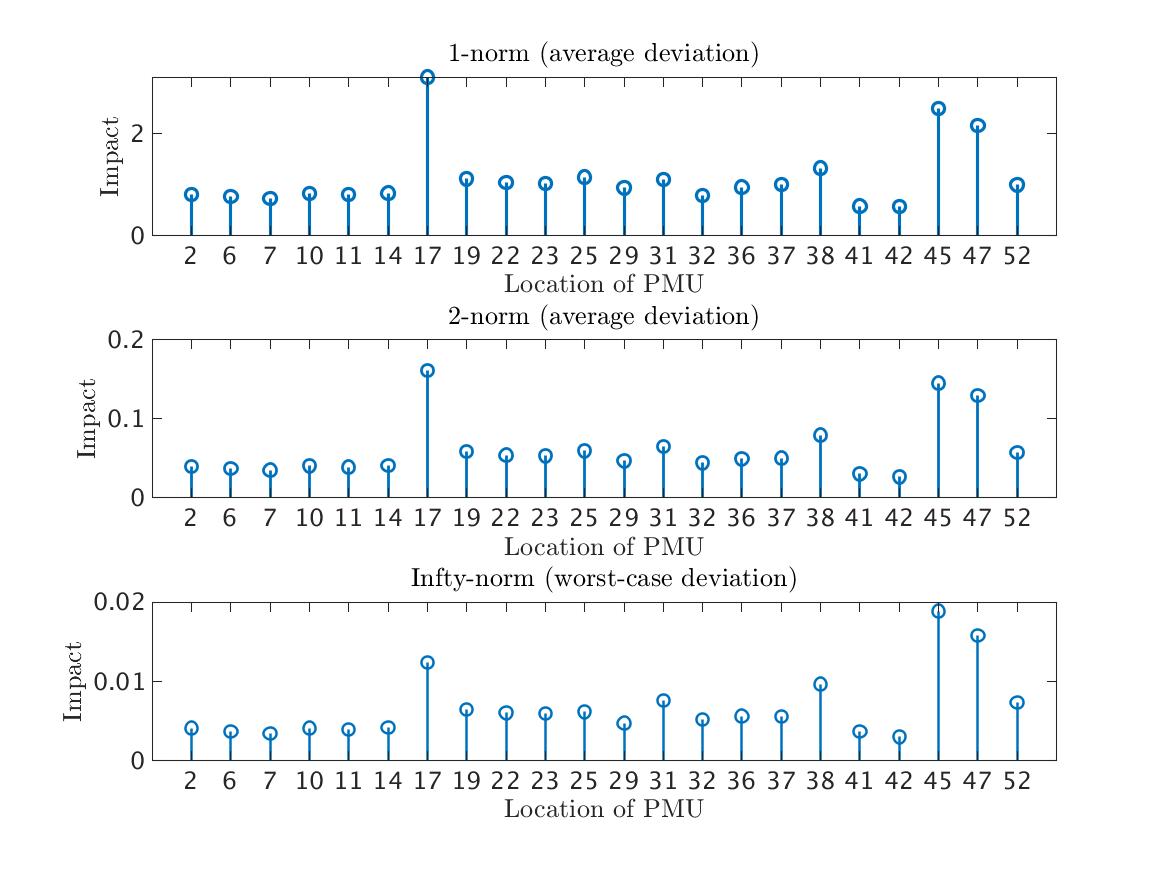 1-norm (average deviation)
Impact
2
0
2 6 7 10 11 14 17 19 22 23 25 29 31 32 36 37 38 41 42 45 47 52
Location of PMU
2-norm (average deviation)
Impact
0.2
0.1
0
2 6 7 10 11 14 17 19 22 23 25 29 31 32 36 37 38 41 42 45 47 52
Location of PMU
Infty-norm (worst-case deviation)
Impact
0.02
0.01
0
2 6 7 10 11 14 17 19 22 23 25 29 31 32 36 37 38 41 42 45 47 52
Location of PMU